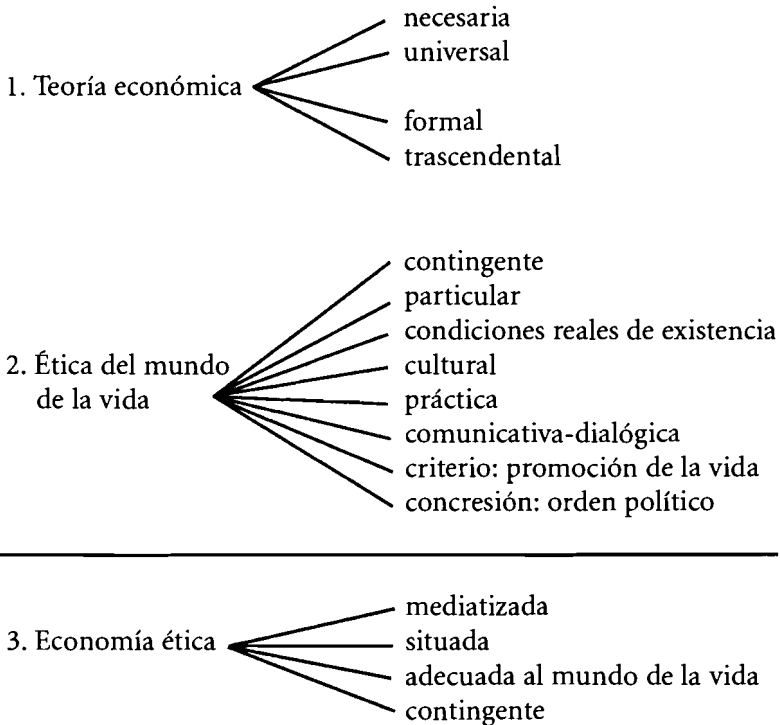 1. Teoría económica
necesaria
universal
formal
trascendental
2. Ética del mundo
de la vida
contingente
particular
condiciones reales de existencia
cultural
práctica
comunicativa-dialógica
criterio: promoción de la vida
concresión: orden político
3. Economía ética
mediatizada
situada
adecuada al mundo de la vida
contingente